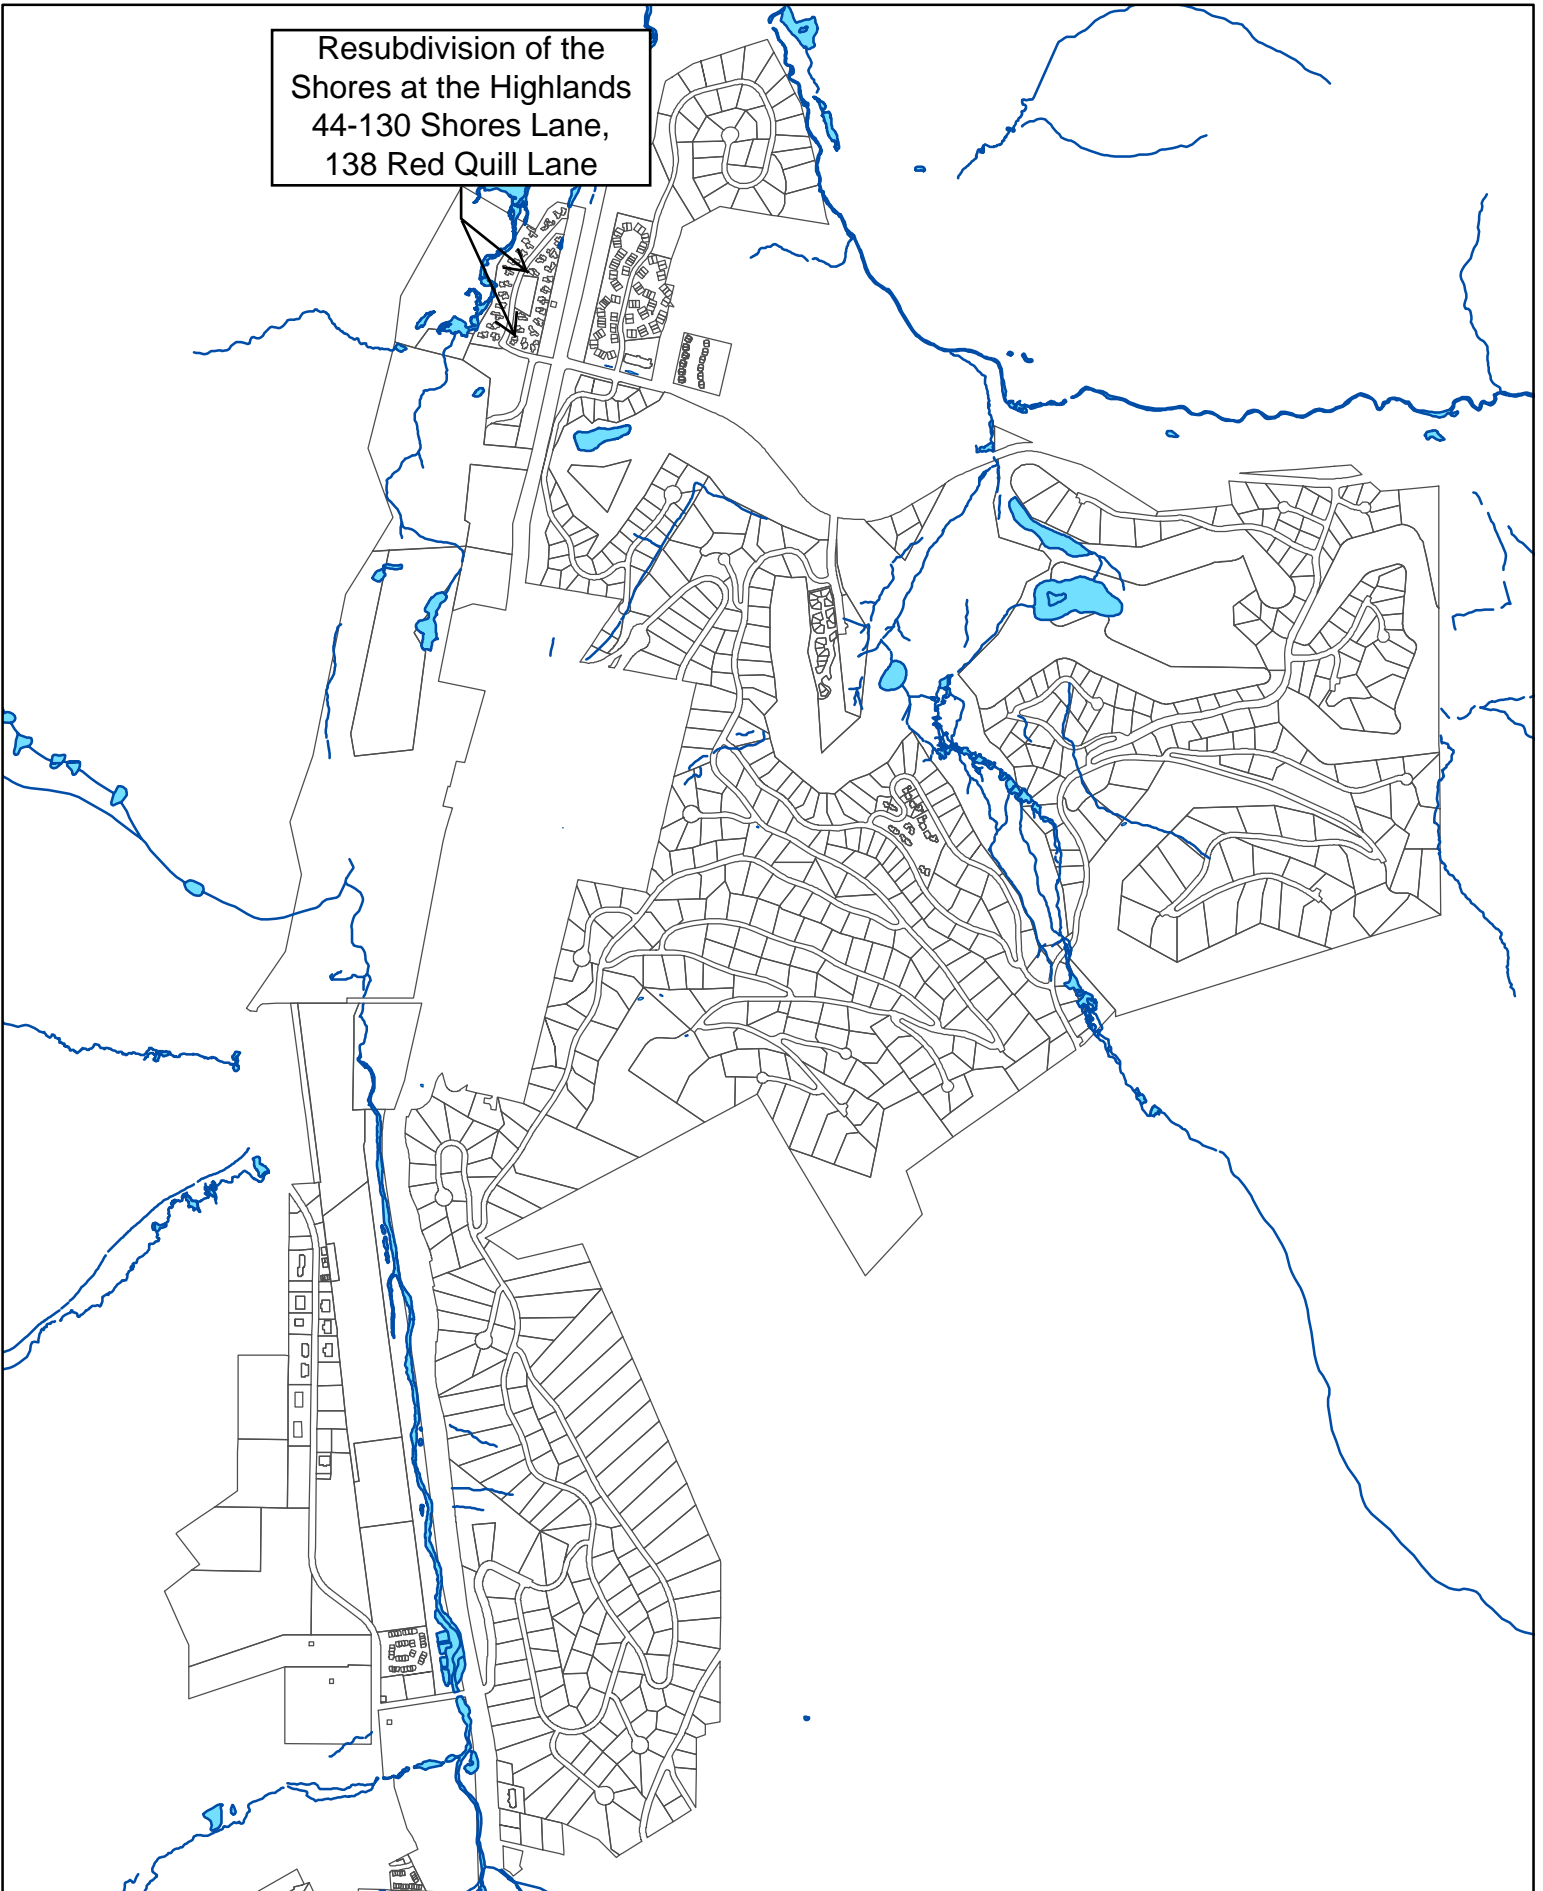 Resubdivision of the
Shores at the Highlands
44-130 Shores Lane,
138 Red Quill Lane